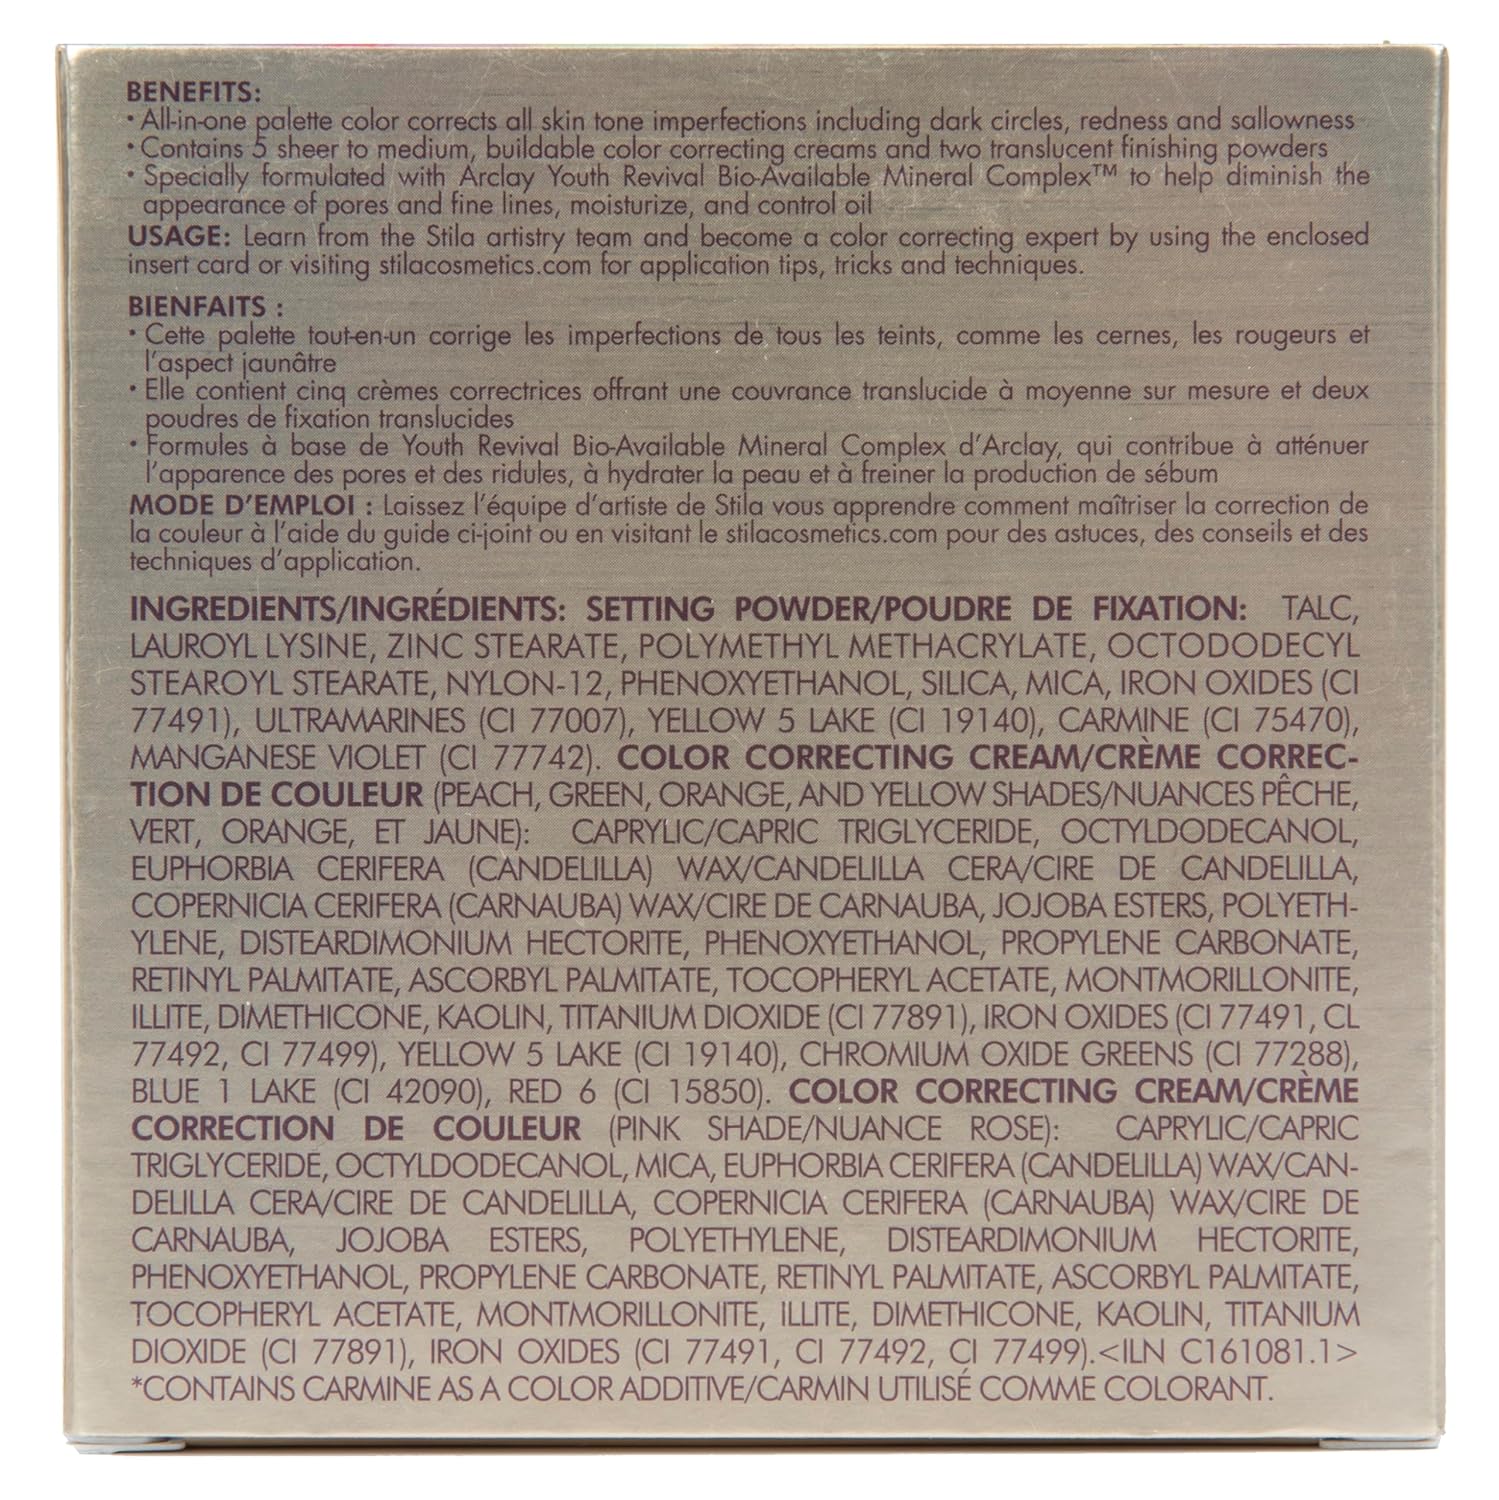 BENEFITS:
• All-in-one palette color corrects all skin tone imperfections including dark circles, redness and sallowness
• Contains 5 sheer to medium, buildable color correcting creams and two translucent finishing powders
• Specially formulated with Arclay Youth Revival Bio-Available Mineral Complex™ to help diminish the
appearance of pores and fine lines, moisturize, and control oil
USAGE: Learn from the Stila artistry team and become a color correcting expert by using the enclosed
insert card or visiting stilacosmetics.com for application tips, tricks and techniques.
BIENFAITS :
• Cette palette tout-en-un corrige les imperfections de tous les teints, comme les cernes, les rougeurs et
l'aspect jaunâtre
• Elle contient cinq crèmes correctrices offrant une couvrance translucide à moyenne sur mesure et deux
poudres de fixation translucides
• Formules à base de Youth Revival Bio-Available Mineral Complex d'Arclay, qui contribue à atténuer
l'apparence des pores et des ridules, à hydrater la peau et à freiner la production de sébum
MODE D'EMPLOI : Laissez l'équipe d'artiste de Stila vous apprendre comment maîtriser la correction de
la couleur à l'aide du guide ci-joint ou en visitant le stilacosmetics.com pour des astuces, des conseils et des
techniques d'application.
INGREDIENTS/INGRÉDIENTS: SETTING POWDER/POUDRE DE FIXATION: TALC,
LAUROYL LYSINE, ZINC STEARATE, POLYMETHYL METHACRYLATE, OCTODODECYL
STEAROYL STEARATE, NYLON-12, PHENOXYETHANOL, SILICA, MICA, IRON OXIDES (CI
77491), ULTRAMARINES (CI 77007), YELLOW 5 LAKE (CI 19140), CARMINE (CI 75470),
MANGANESE VIOLET (CI 77742). COLOR CORRECTING CREAM/CRÈME CORREC-
TION DE COULEUR (PEACH, GREEN, ORANGE, AND YELLOW SHADES/NUANCES PÊCHE,
VERT, ORANGE, ET JAUNE): CAPRYLIC/CAPRIC TRIGLYCERIDE, OCTYLDODECANOL,
EUPHORBIA CERIFERA (CANDELILLA) WAX/CANDELILLA CERA/CIRE DE CANDELILLA,
COPERNICIA CERIFERA (CARNAUBA) WAX/CIRE DE CARNAUBA, JOJOBA ESTERS, POLYETH-
YLENE, DISTEARDIMONIUM HECTORITE, PHENOXYETHANOL, PROPYLENE CARBONATE,
RETINYL PALMITATE, ASCORBYL PALMITATE, TOCOPHERYL ACETATE, MONTMORILLONITE,
ILLITE, DIMETHICONE, KAOLIN, TITANIUM DIOXIDE (CI 77891), IRON OXIDES (CI 77491, CL
77492, CI 77499), YELLOW 5 LAKE (CI 19140), CHROMIUM OXIDE GREENS (CI 77288),
BLUE 1 LAKE (CI 42090), RED 6 (CI 15850). COLOR CORRECTING CREAM/CRÈME
CORRECTION DE COULEUR (PINK SHADE/NUANCE ROSE): CAPRYLIC/CAPRIC
TRIGLYCERIDE, OCTYLDODECANOL, MICA, EUPHORBIA CERIFERA (CANDELILLA) WAX/CAN-
DELILLA CERA/CIRE DE CANDELILLA, COPERNICIA CERIFERA (CARNAUBA) WAX/CIRE DE
CARNAUBA, JOJOBA ESTERS, POLYETHYLENE, DISTEARDIMONIUM HECTORITE,
PHENOXYETHANOL, PROPYLENE CARBONATE, RETINYL PALMITATE, ASCORBYL PALMITATE,
TOCOPHERYL ACETATE, MONTMORILLONITE, ILLITE, DIMETHICONE, KAOLIN, TITANIUM
DIOXIDE (CI 77891), IRON OXIDES (CI 77491, CI 77492, CI 77499).<ILN C161081.1>
*CONTAINS CARMINE AS A COLOR ADDITIVE/CARMIN UTILISÉ COMME COLORANT.